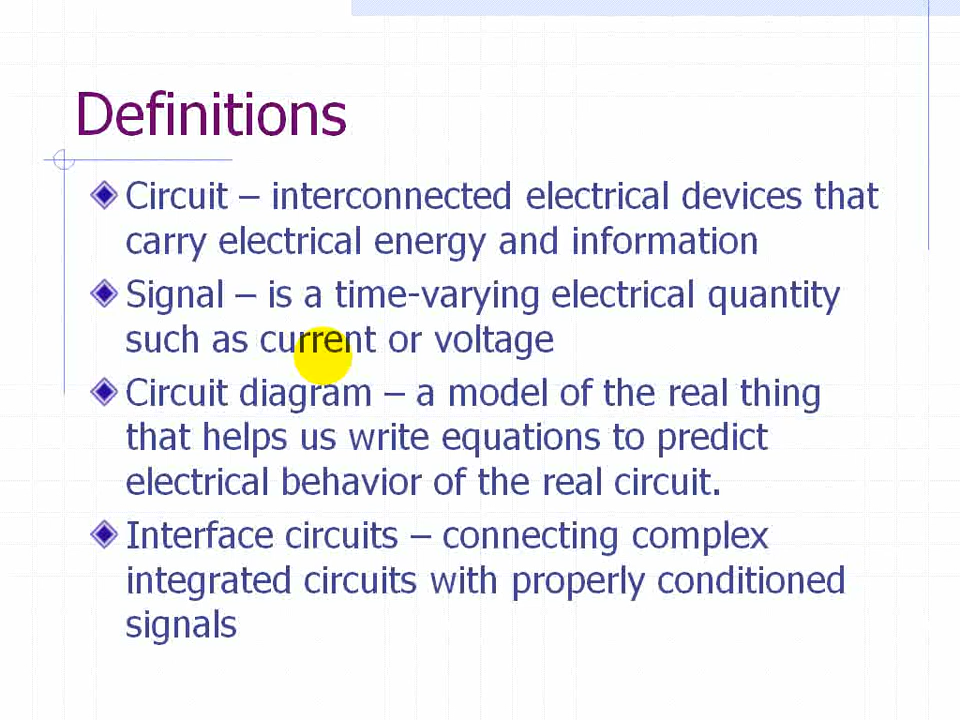 Definitions
Circuit – interconnected electrical devices that
carry electrical energy and information
Signal – is a time-varying electrical quantity
such as current or voltage
Circuit diagram – a model of the real thing
that helps us write equations to predict
electrical behavior of the real circuit.
Interface circuits – connecting complex
integrated circuits with properly conditioned
signals